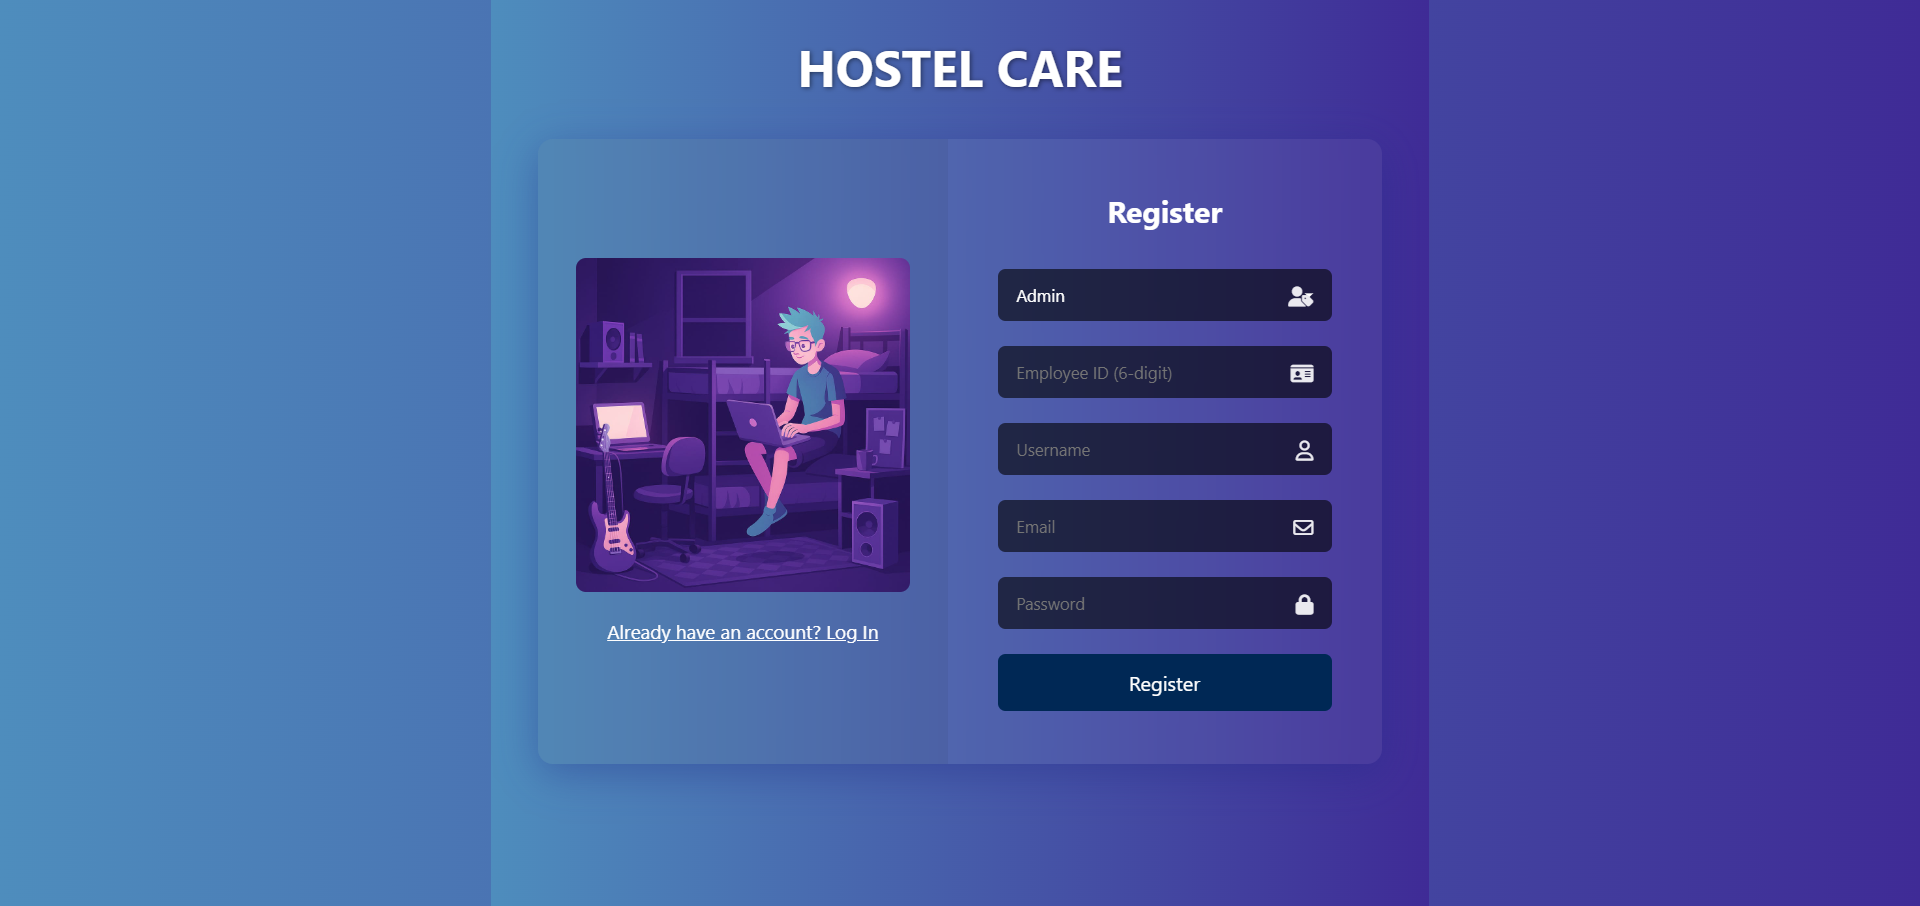 HOSTEL CARE
Already have an account? Log In
Register
Admin
Employee ID (6-digit)
Username
Email
Password
Register